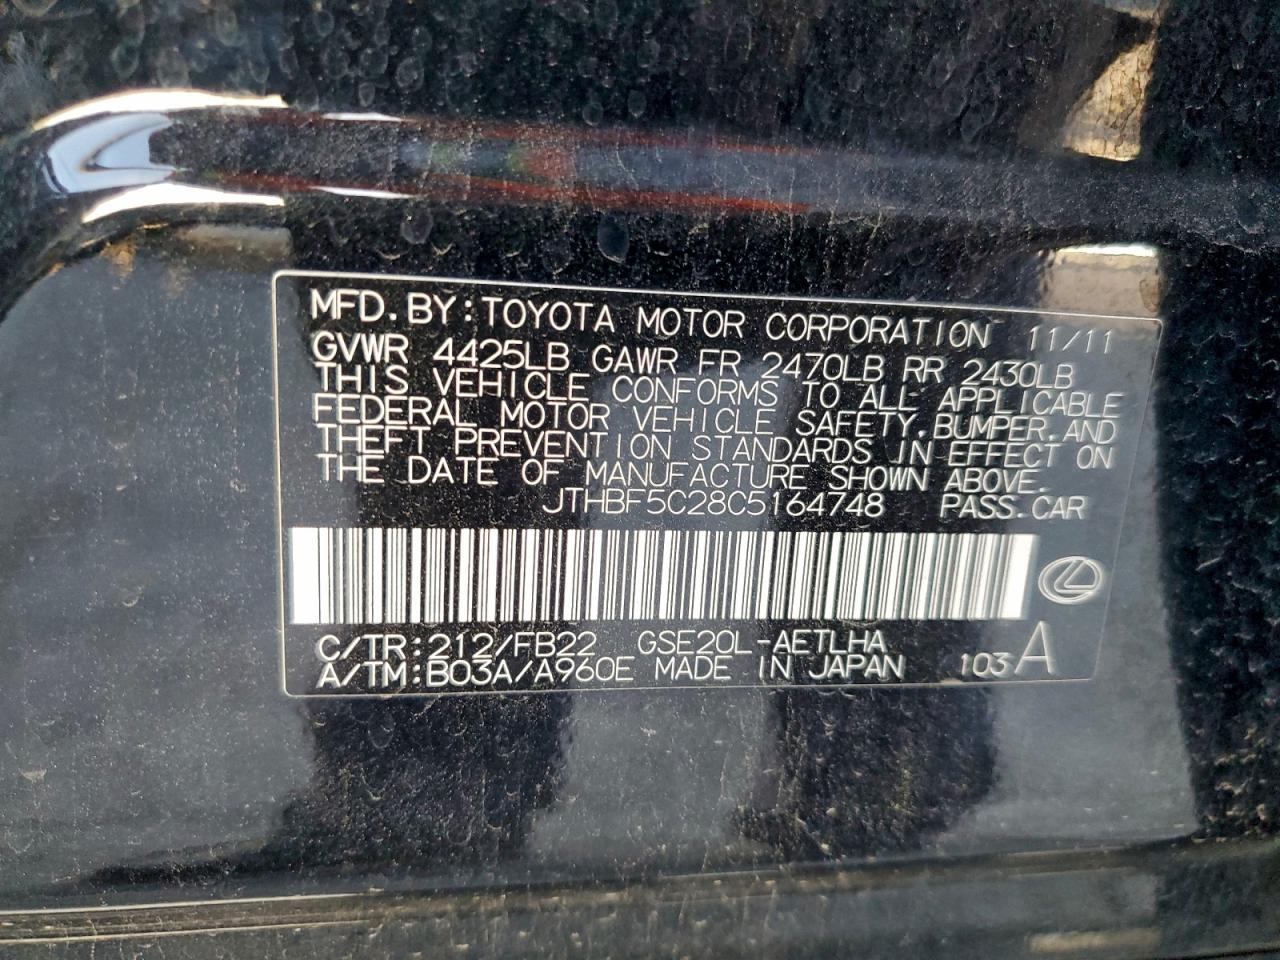 MFD. BY: TOYOTA MOTOR CORPORATION 11/11
GVWR 4425LB GAWR FR 2470LB RR 2430LB
THIS VEHICLE CONFORMS TO ALL APPLICABLE
FEDERAL MOTOR VEHICLE SAFETY, BUMPER, AND
THEFT PREVENTION STANDARDS IN EFFECT ON
THE DATE OF MANUFACTURE SHOWN ABOVE.
JTHBF5C28C5164748 PASS. CAR
C/TR: 212/FB22 GSE20L-AETLHA
A/TM: B03A/A960E MADE IN JAPAN 103 A